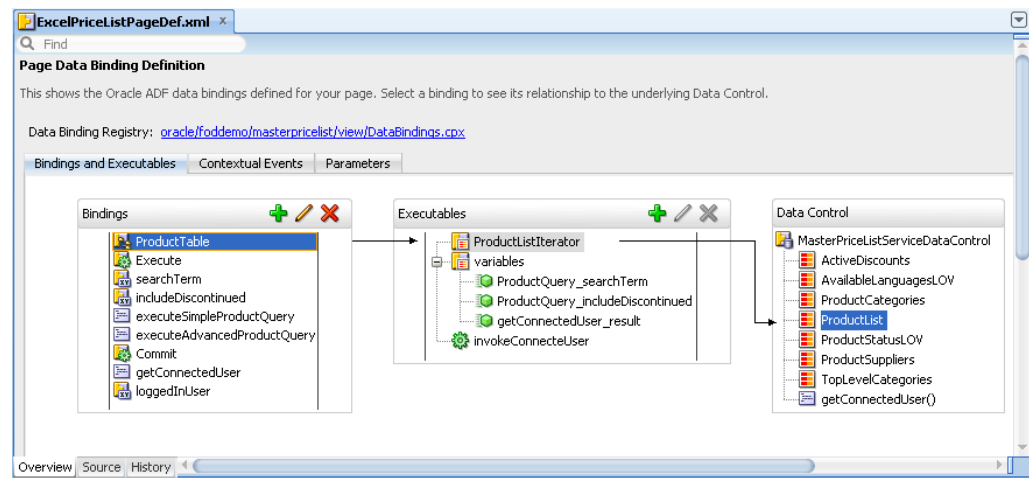 ExcelPriceListPageDef.xml ×
Find
Page Data Binding Definition
This shows the Oracle ADF data bindings defined for your page. Select a binding to see its relationship to the underlying Data Control.
Data Binding Registry: oracle/foddemo/masterpricelist/view/DataBindings.cpx
Bindings and Executables Contextual Events Parameters
Bindings
ProductTable
Execute
searchTerm
includeDiscontinued
executeSimpleProductQuery
executeAdvancedProductQuery
Commit
getConnectedUser
loggedInUser
Executables
ProductListIterator
variables
ProductQuery_searchTerm
ProductQuery_includeDiscontinued
getConnectedUser_result
invokeConnecteUser
Data Control
MasterPriceListServiceDataControl
ActiveDiscounts
AvailableLanguagesLOV
ProductCategories
ProductList
ProductStatusLOV
ProductSuppliers
TopLevelCategories
getConnectedUser()
Overview Source History